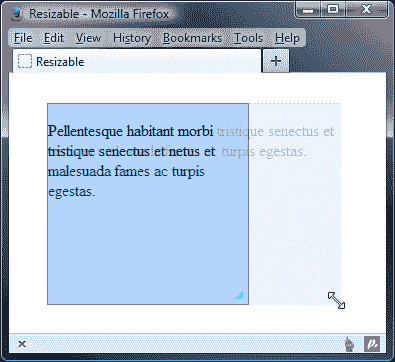 Resizable - Mozilla Firefox
File Edit View History Bookmarks Tools Help
Resizable
Pellentesque habitant morbi tristique senectus et
tristique senectus et netus et turpis egestas.
malesuada fames ac turpis
egestas.